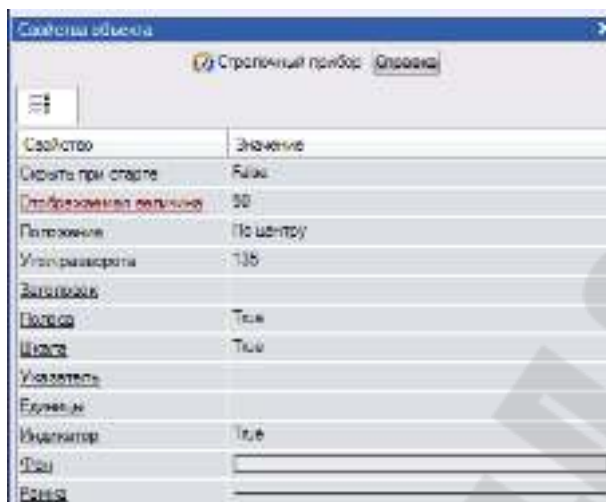 Свойства объекта
Стрелочный прибор Справка
Свойство Значение
Скрыть при старте False
Отображаемая величина 50
Положение По центру
Угол разворота 135
Заголовок
Полоса True
Шкала True
Указатель
Единицы
Индикатор True
Фон
Рамка